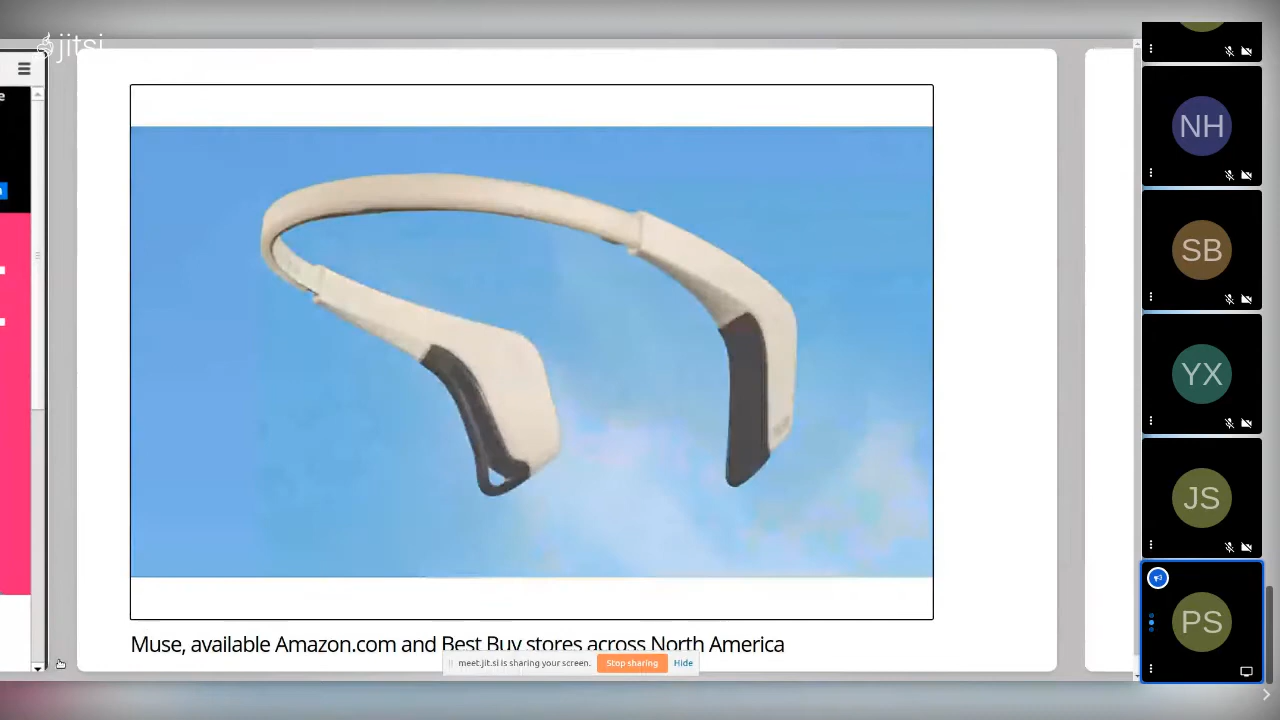 jitsi
e
NH
SB
YX
JS
PS
Muse, available Amazon.com and Best Buy stores across North America
meet.jit.si is sharing your screen.
Stop sharing
Hide